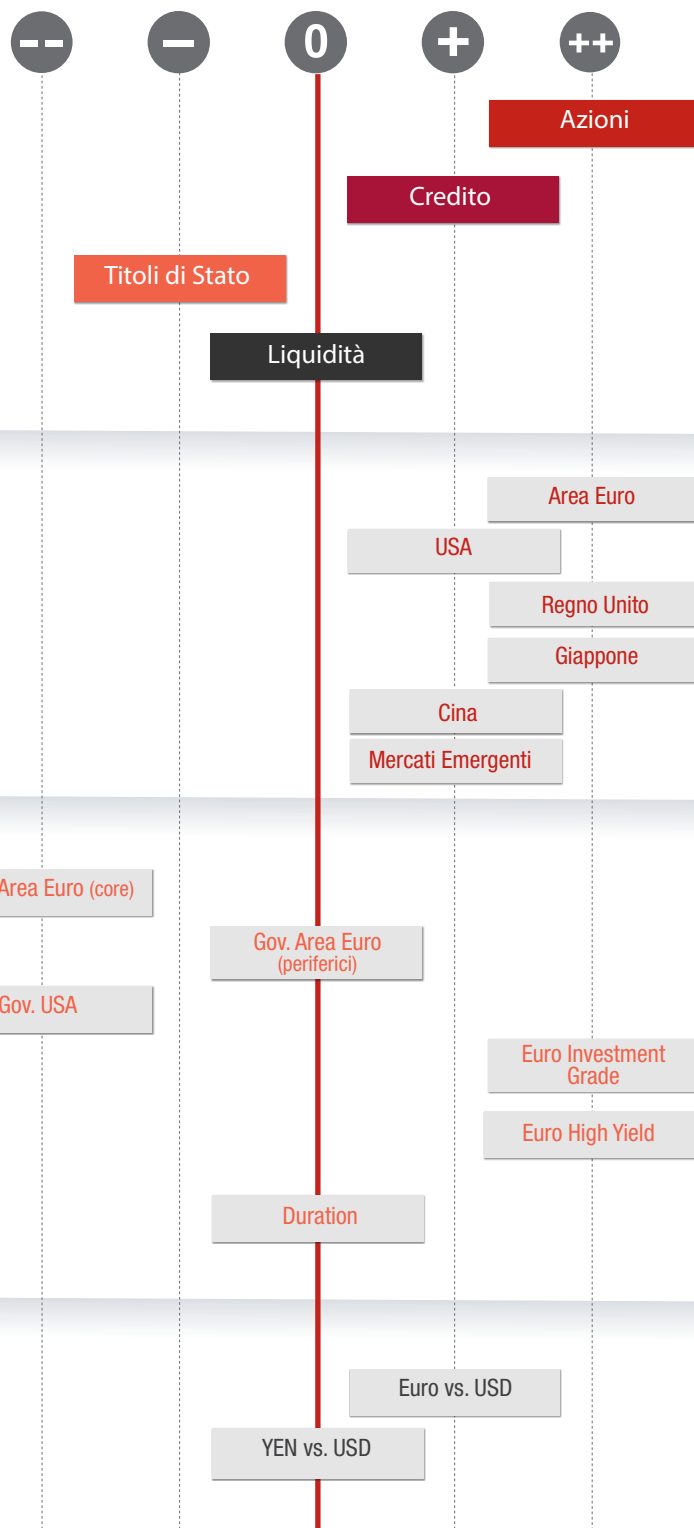 -- – 0 + ++
Azioni
Credito
Titoli di Stato
Liquidità
Area Euro
USA
Regno Unito
Giappone
Cina
Mercati Emergenti
Area Euro (core)
Gov. Area Euro
(periferici)
Gov. USA
Euro Investment
Grade
Euro High Yield
Duration
Euro vs. USD
YEN vs. USD